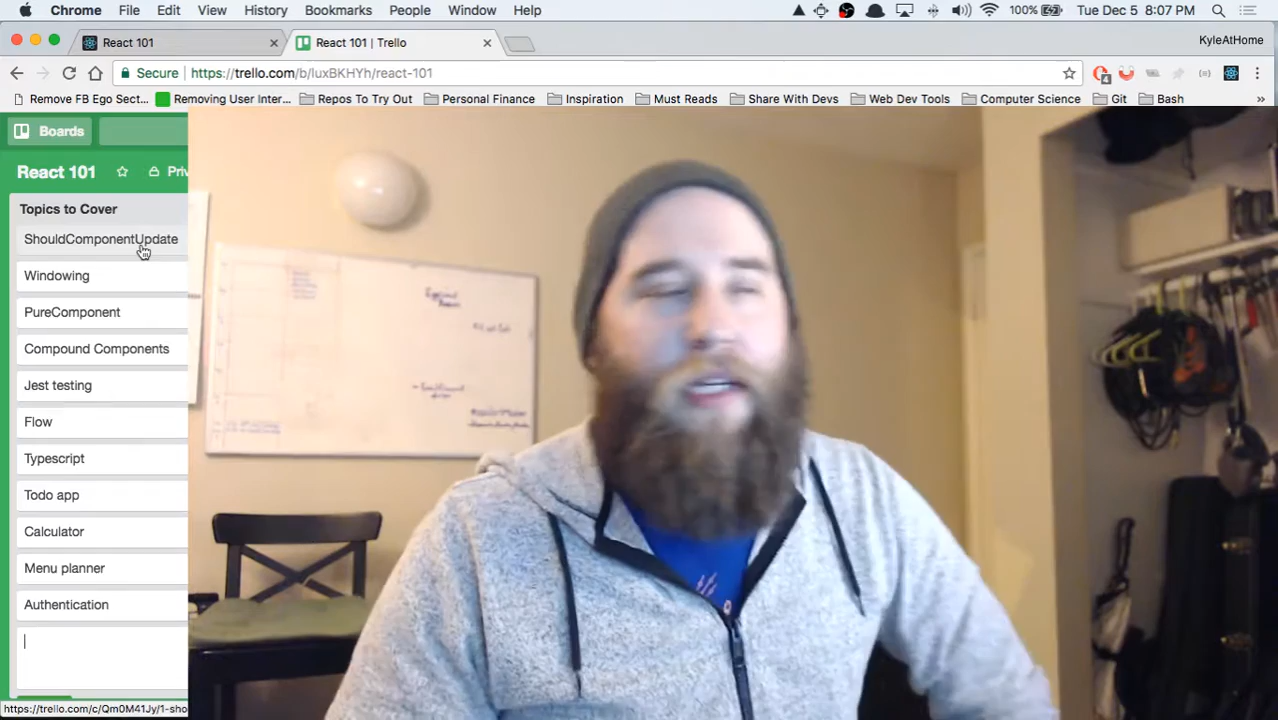 Chrome File Edit View History Bookmarks People Window Help 100% Tue Dec 5 8:07 PM
React 101 React 101 | Trello KyleAtHome
Secure https://trello.com/b/luxBKHYh/react-101 4
Remove FB Ego Sect... Removing User Inter... Repos To Try Out Personal Finance Inspiration Must Reads Share With Devs Web Dev Tools Computer Science Git Bash »
Boards
React 101 Priv
Topics to Cover
ShouldComponentUpdate
Windowing
PureComponent
Compound Components
Jest testing
Flow
Typescript
Todo app
Calculator
Menu planner
Authentication
https://trello.com/c/Qm0M41Jy/1-sho